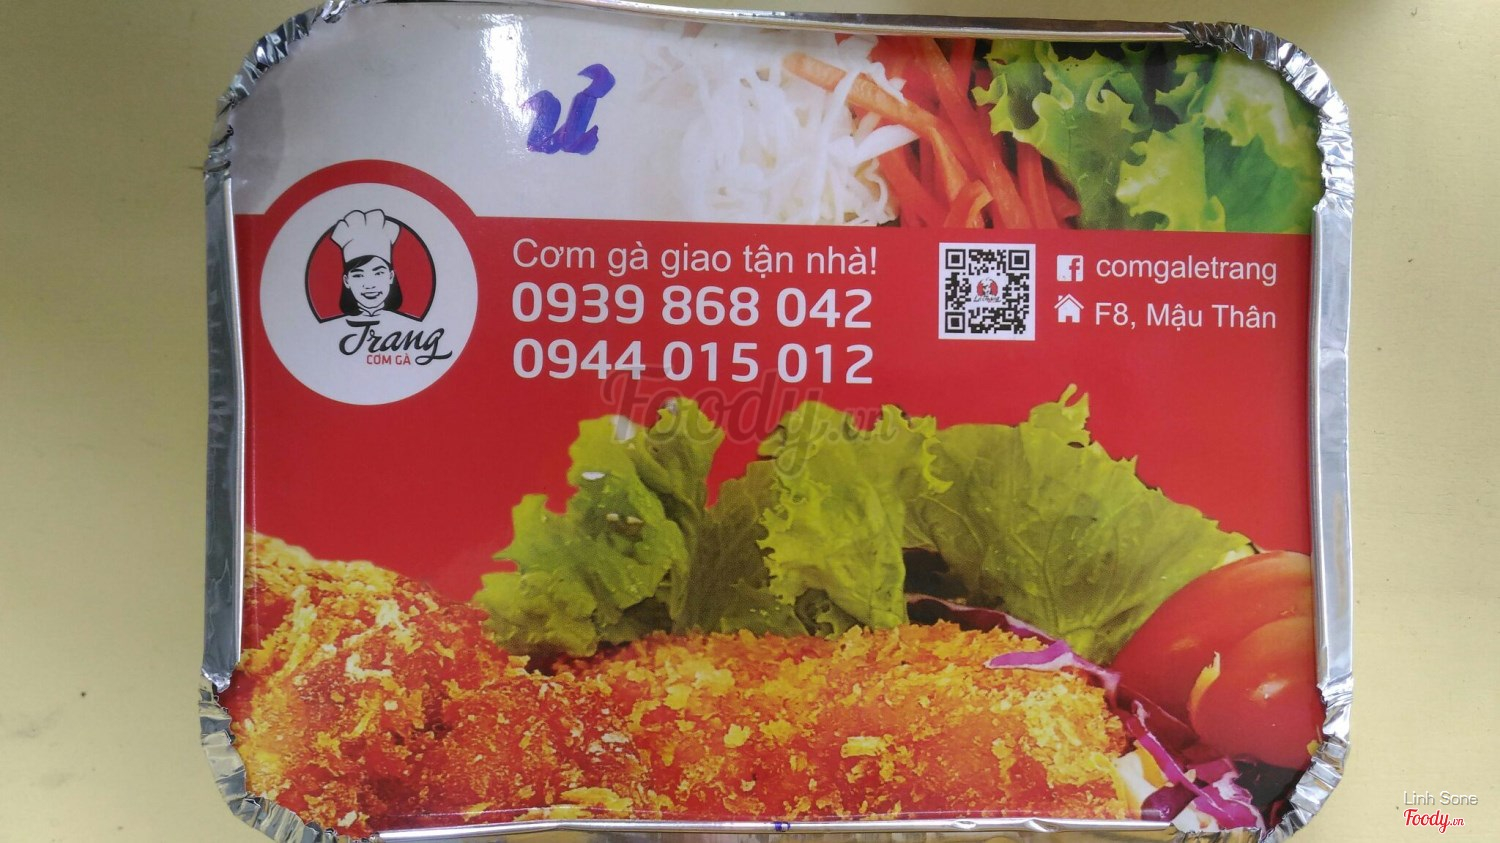 ư
Trang
CƠM GÀ
Cơm gà giao tận nhà!
0939 868 042
0944 015 012
comgaletrang
F8, Mậu Thân
Foody.vn
Linh Sone
Foody.vn